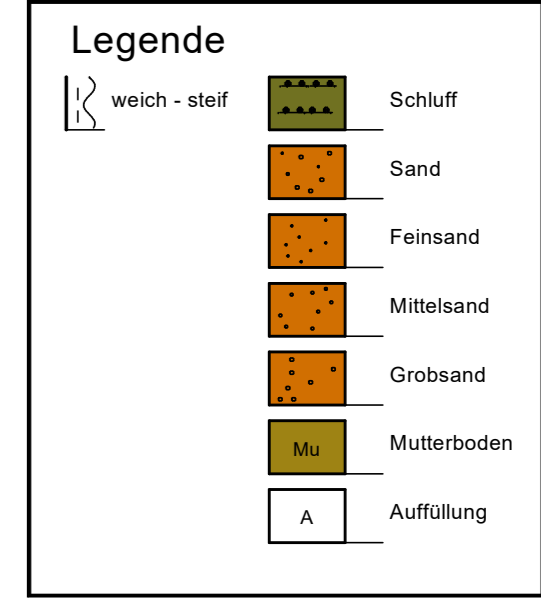 Legende
weich - steif
Schluff
Sand
Feinsand
Mittelsand
Grobsand
Mu Mutterboden
A Auffüllung